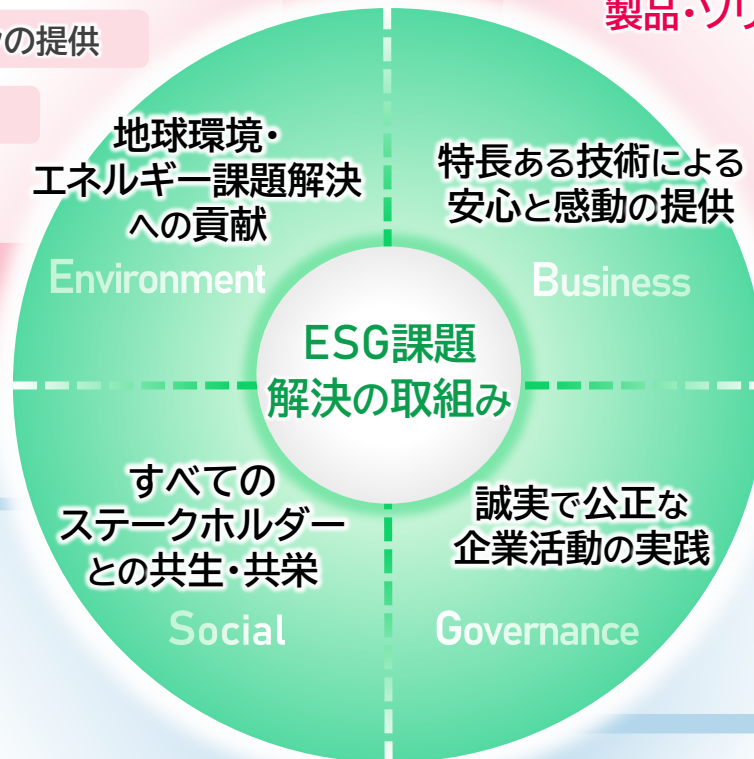 製品・ソリ
の提供
地球環境・
エネルギー課題解決
への貢献
Environment
特長ある技術による
安心と感動の提供
Business
ESG課題
解決の取組み
すべての
ステークホルダー
との共生・共栄
Social
誠実で公正な
企業活動の実践
Governance